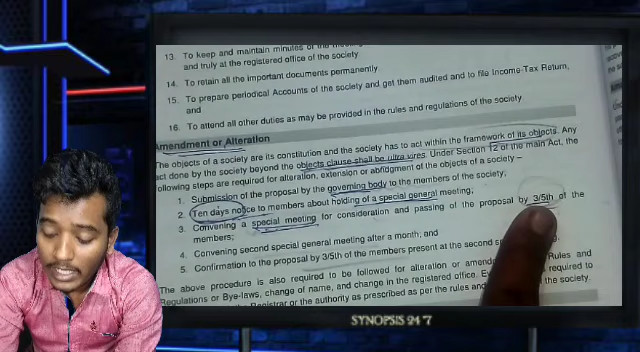 13. To keep and maintain minutes of the
and truly at the registered office of the society
14. To retain all the important documents permanently
15. To prepare periodical Accounts of the society and get them audited and to file Income-Tax Return,
and
16. To attend all other duties as may be provided in the rules and regulations of the society
Amendment or Alteration
The objects of a society are its constitution and the society has to act within the framework of its objects. Any
act done by the society beyond the objects clause shall be ultra vires. Under Section 12 of the main Act, the
following steps are required for alteration, extension or abridgment of the objects of a society –
1. Submission of the proposal by the governing body to the members of the society;
2. Ten days notice to members about holding of a special general meeting;
3. Convening a special meeting for consideration and passing of the proposal by 3/5th of the
members;
4. Convening second special general meeting after a month; and
5. Confirmation to the proposal by 3/5th of the members present at the second
The above procedure is also required to be followed for alteration or Rules and
Regulations or Bye-laws, change of name, and change in the registered office. required to
Registrar or the authority as prescribed as per the rules and the society.
SYNOPSIS 24 7